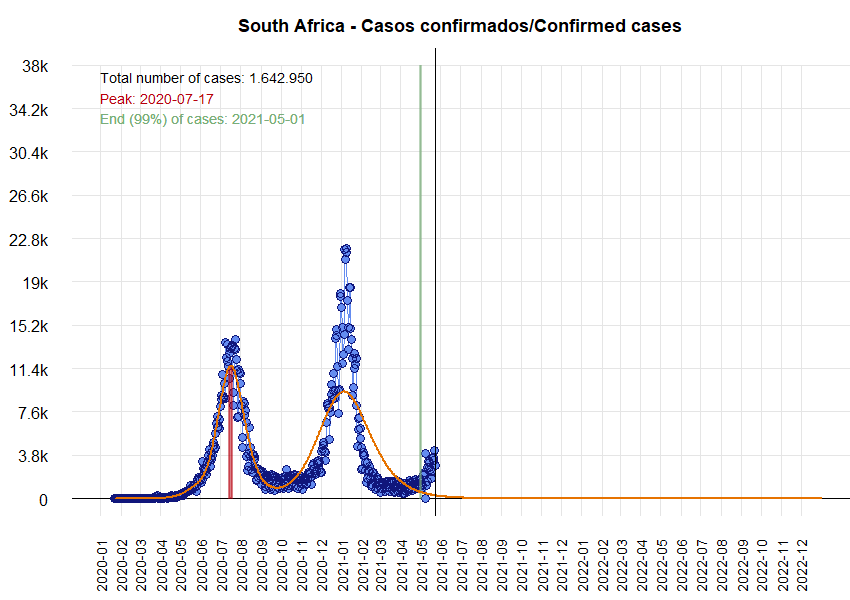 South Africa - Casos confirmados/Confirmed cases
Total number of cases: 1.642.950
Peak: 2020-07-17
End (99%) of cases: 2021-05-01
38k
34.2k
30.4k
26.6k
22.8k
19k
15.2k
11.4k
7.6k
3.8k
0
2020-01
2020-02
2020-03
2020-04
2020-05
2020-06
2020-07
2020-08
2020-09
2020-10
2020-11
2020-12
2021-01
2021-02
2021-03
2021-04
2021-05
2021-06
2021-07
2021-08
2021-09
2021-10
2021-11
2021-12
2022-01
2022-02
2022-03
2022-04
2022-05
2022-06
2022-07
2022-08
2022-09
2022-10
2022-11
2022-12